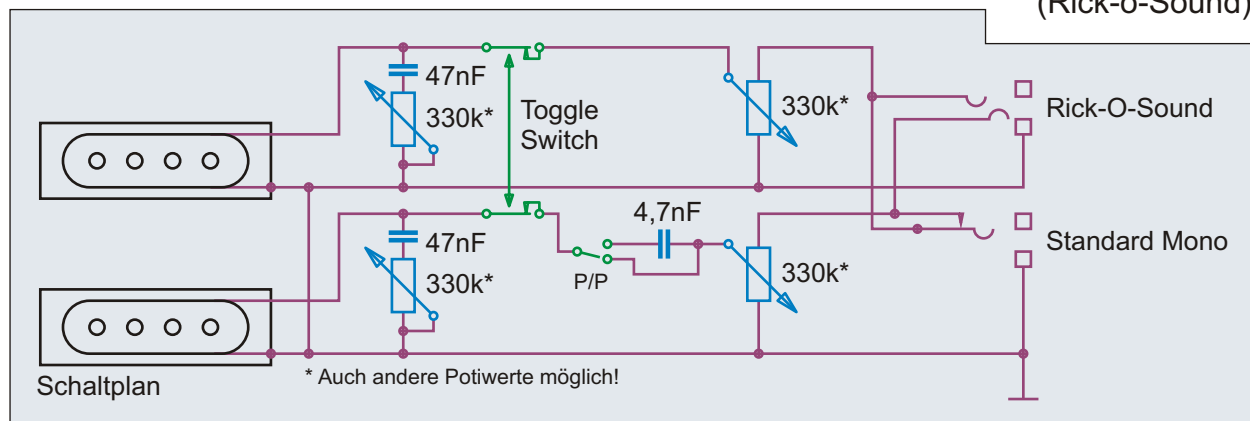 (Rick-o-Sound)
47nF
330k*
Toggle
Switch
330k*
Rick-O-Sound
47nF
330k*
4,7nF
P/P
330k*
Standard Mono
Schaltplan
* Auch andere Potiwerte möglich!